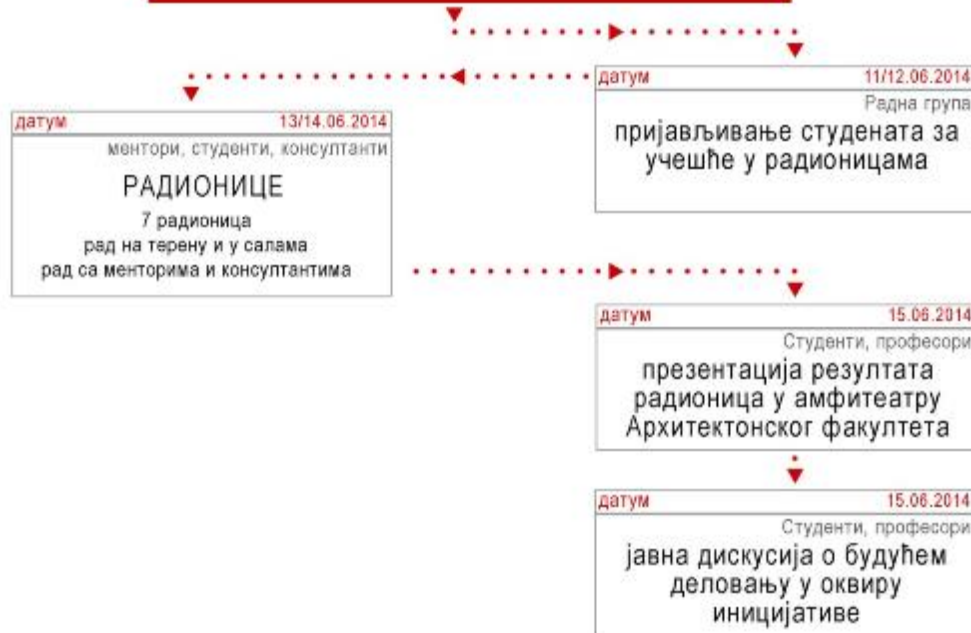 датум 11/12.06.2014
Радна група
пријављивање студената за
учешће у радионицама
датум 13/14.06.2014
ментори, студенти, консултанти
РАДИОНИЦЕ
7 радионица
рад на терену и у салама
рад са менторима и консултантима
датум 15.06.2014
Студенти, професори
презентација резултата
радионица у амфитеатру
Архитектонског факултета
датум 15.06.2014
Студенти, професори
јавна дискусија о будућем
деловању у оквиру
иницијативе